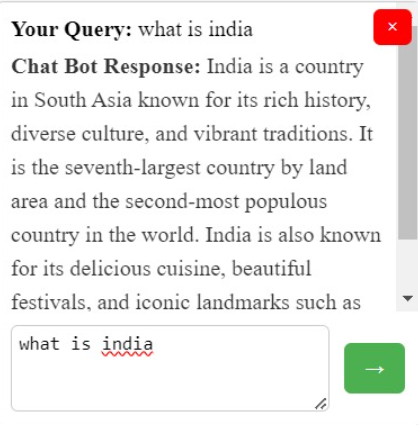 Your Query: what is india
×
Chat Bot Response: India is a country
in South Asia known for its rich history,
diverse culture, and vibrant traditions. It
is the seventh-largest country by land
area and the second-most populous
country in the world. India is also known
for its delicious cuisine, beautiful
festivals, and iconic landmarks such as
what is india
→